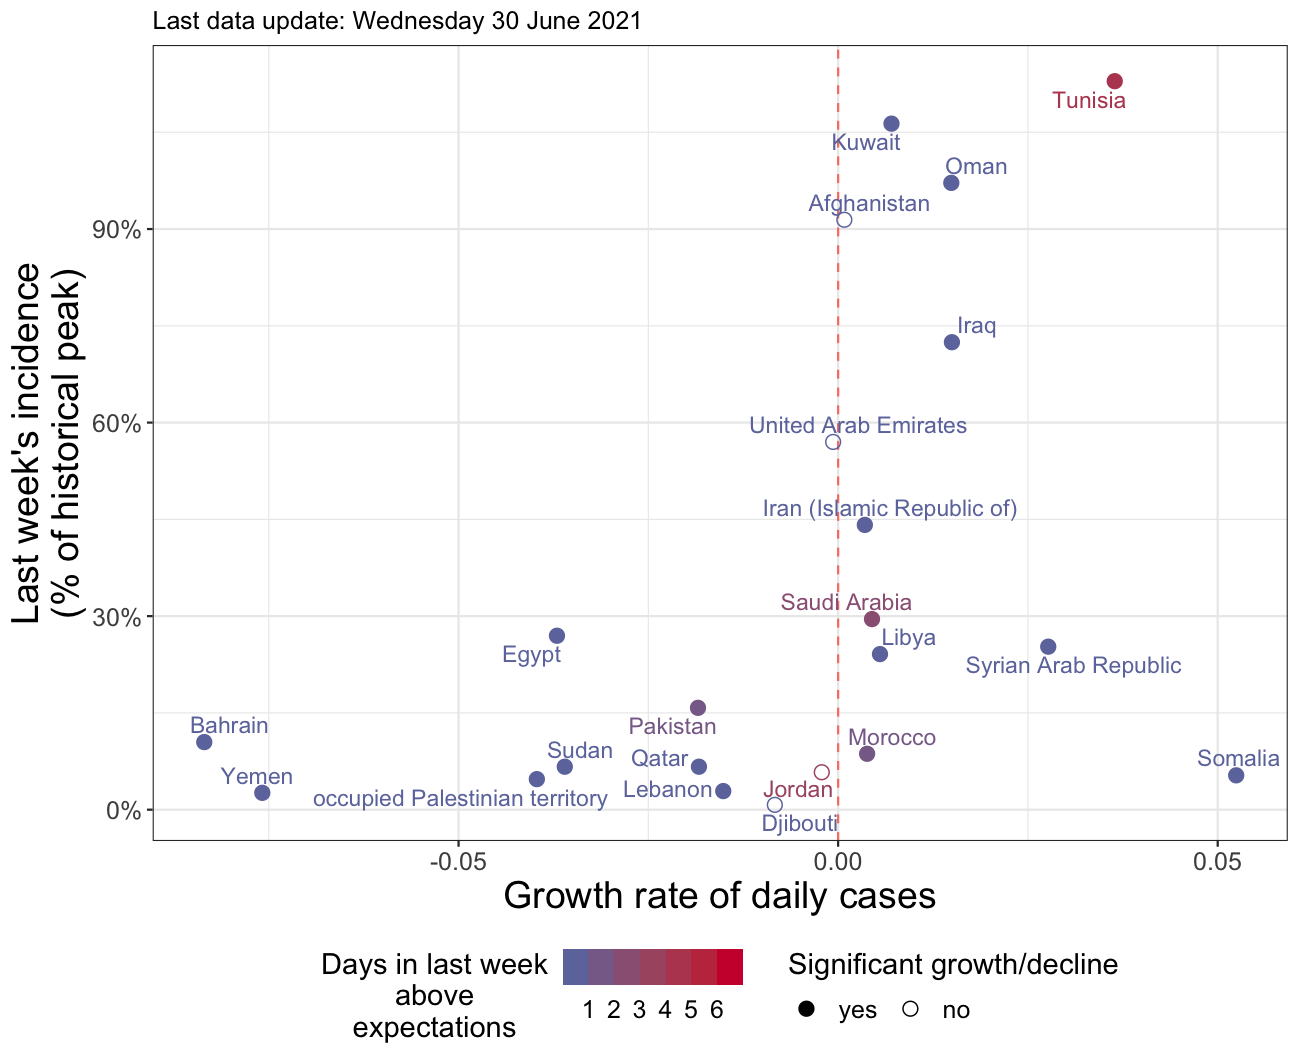 Last data update: Wednesday 30 June 2021
Last week's incidence
(% of historical peak)
90%
60%
30%
0%
Tunisia
Kuwait
Oman
Afghanistan
Iraq
United Arab Emirates
Iran (Islamic Republic of)
Saudi Arabia
Libya
Egypt
Syrian Arab Republic
Bahrain
Pakistan
Morocco
Sudan
Qatar
Somalia
Yemen
Lebanon
Jordan
occupied Palestinian territory
Djibouti
-0.05 0.00 0.05
Growth rate of daily cases
Days in last week
above
expectations
1 2 3 4 5 6
Significant growth/decline
yes no